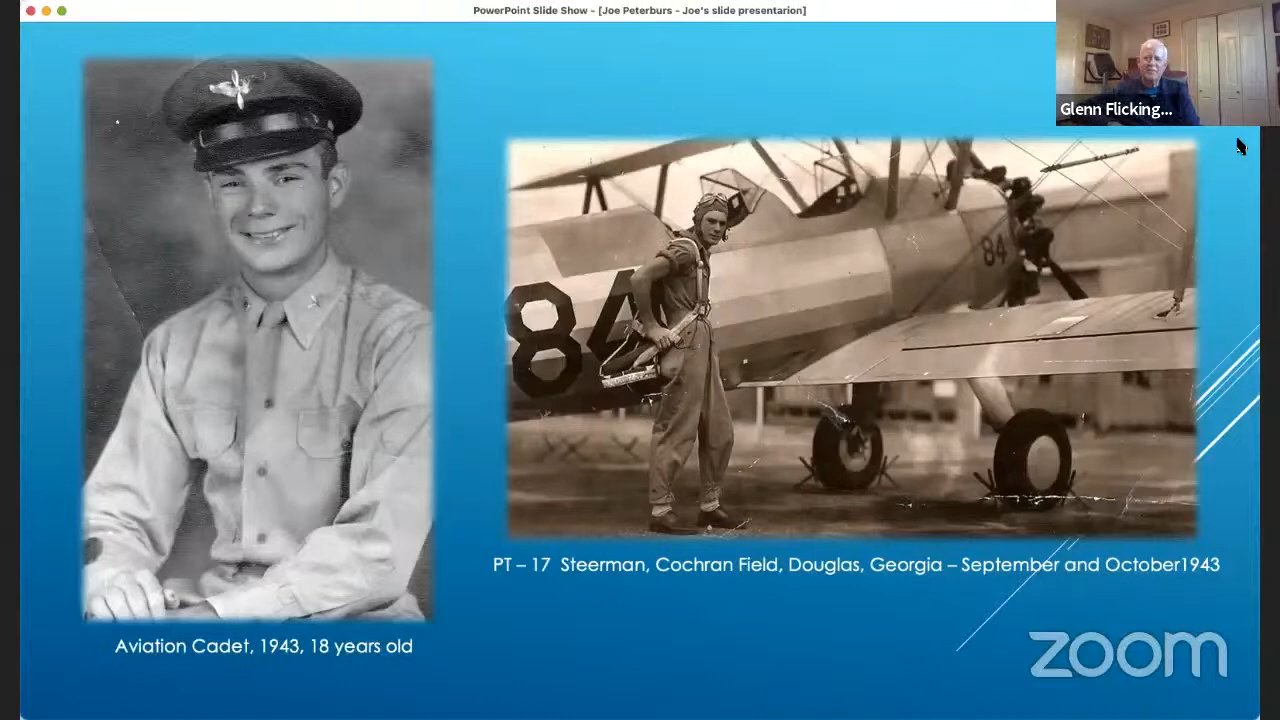 PowerPoint Slide Show - [Joe Peterburs - Joe's slide presentarion]
Glenn Flicking...
84
84
PT – 17 Steerman, Cochran Field, Douglas, Georgia – September and October1943
Aviation Cadet, 1943, 18 years old
zoom